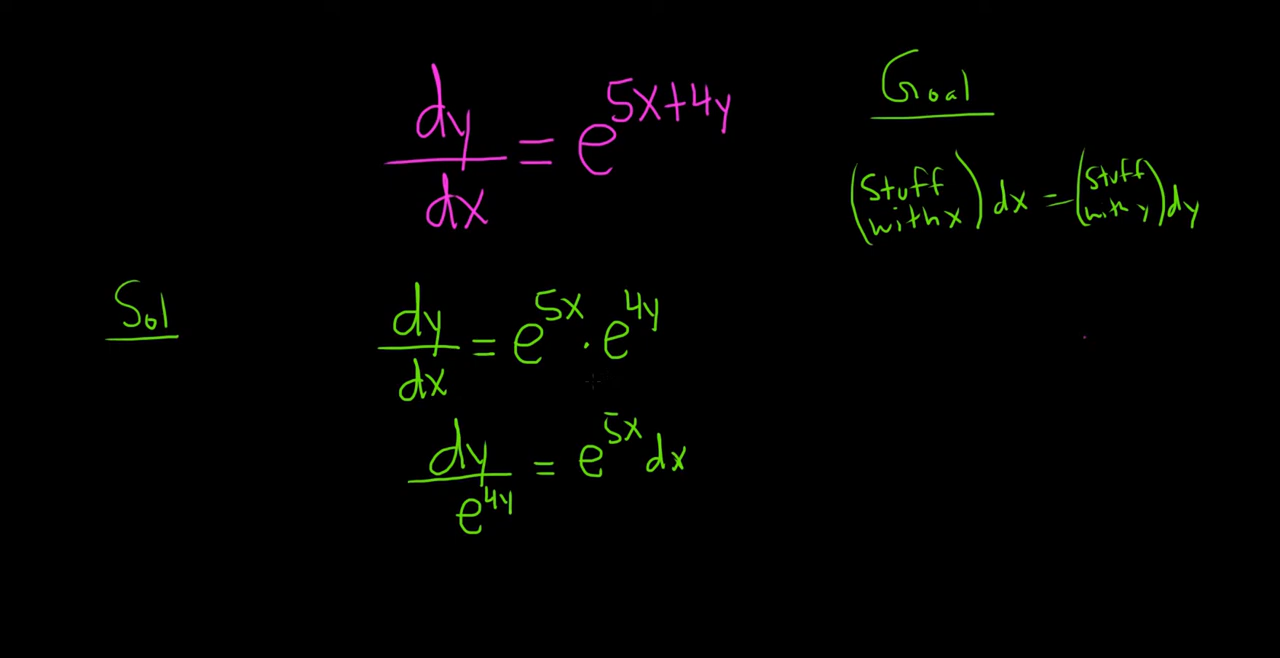 dy/dx = e^(5x+4y)
Goal
(Stuff with x) dx = (Stuff with y) dy
Sol
dy/dx = e^(5x) · e^(4y)
dy/e^(4y) = e^(5x) dx